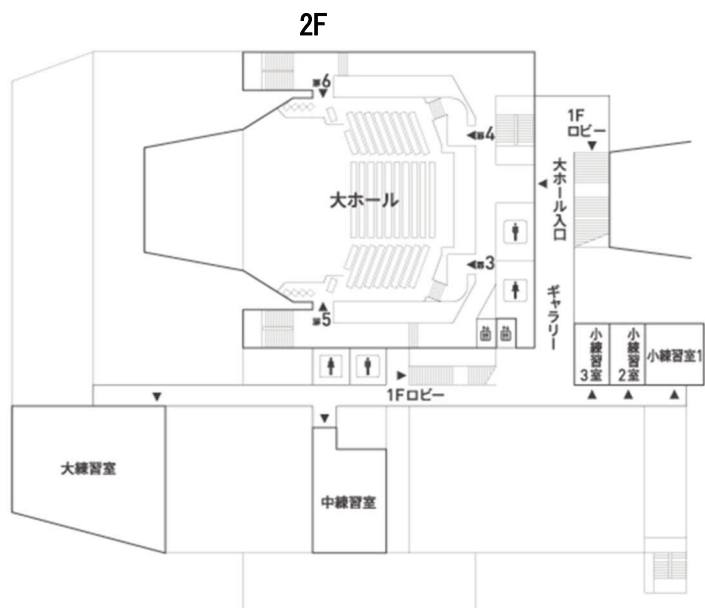 2F
扉6
1F
ロビー
扉4
大ホール
大ホール入口
扉3
ギャラリー
扉5
小練習室3
小練習室2
小練習室1
1Fロビー
大練習室
中練習室